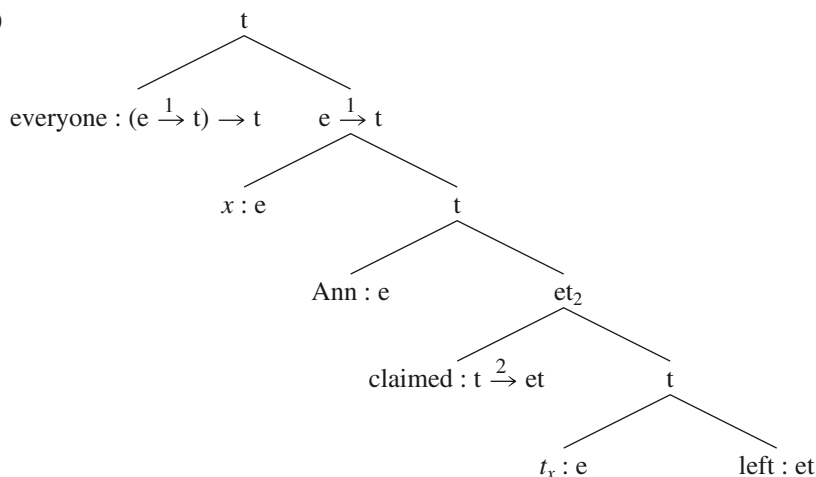 )
t
everyone : (e →¹ t) → t
e →¹ t
x : e
t
Ann : e
et₂
claimed : t →² et
t
tₓ : e
left : et